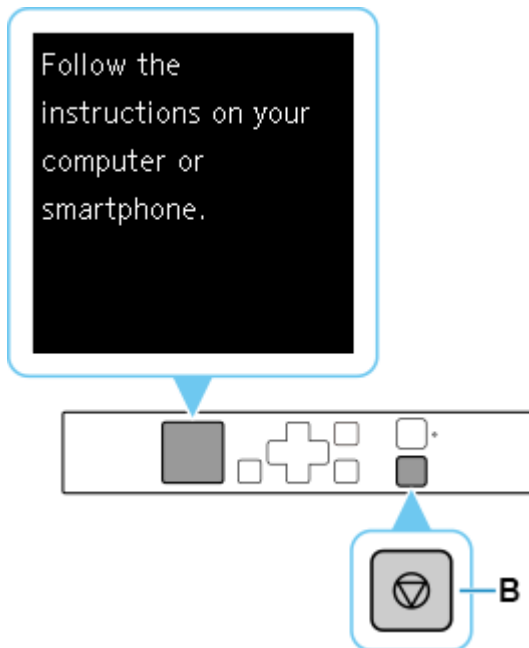 Follow the
instructions on your
computer or
smartphone.
B